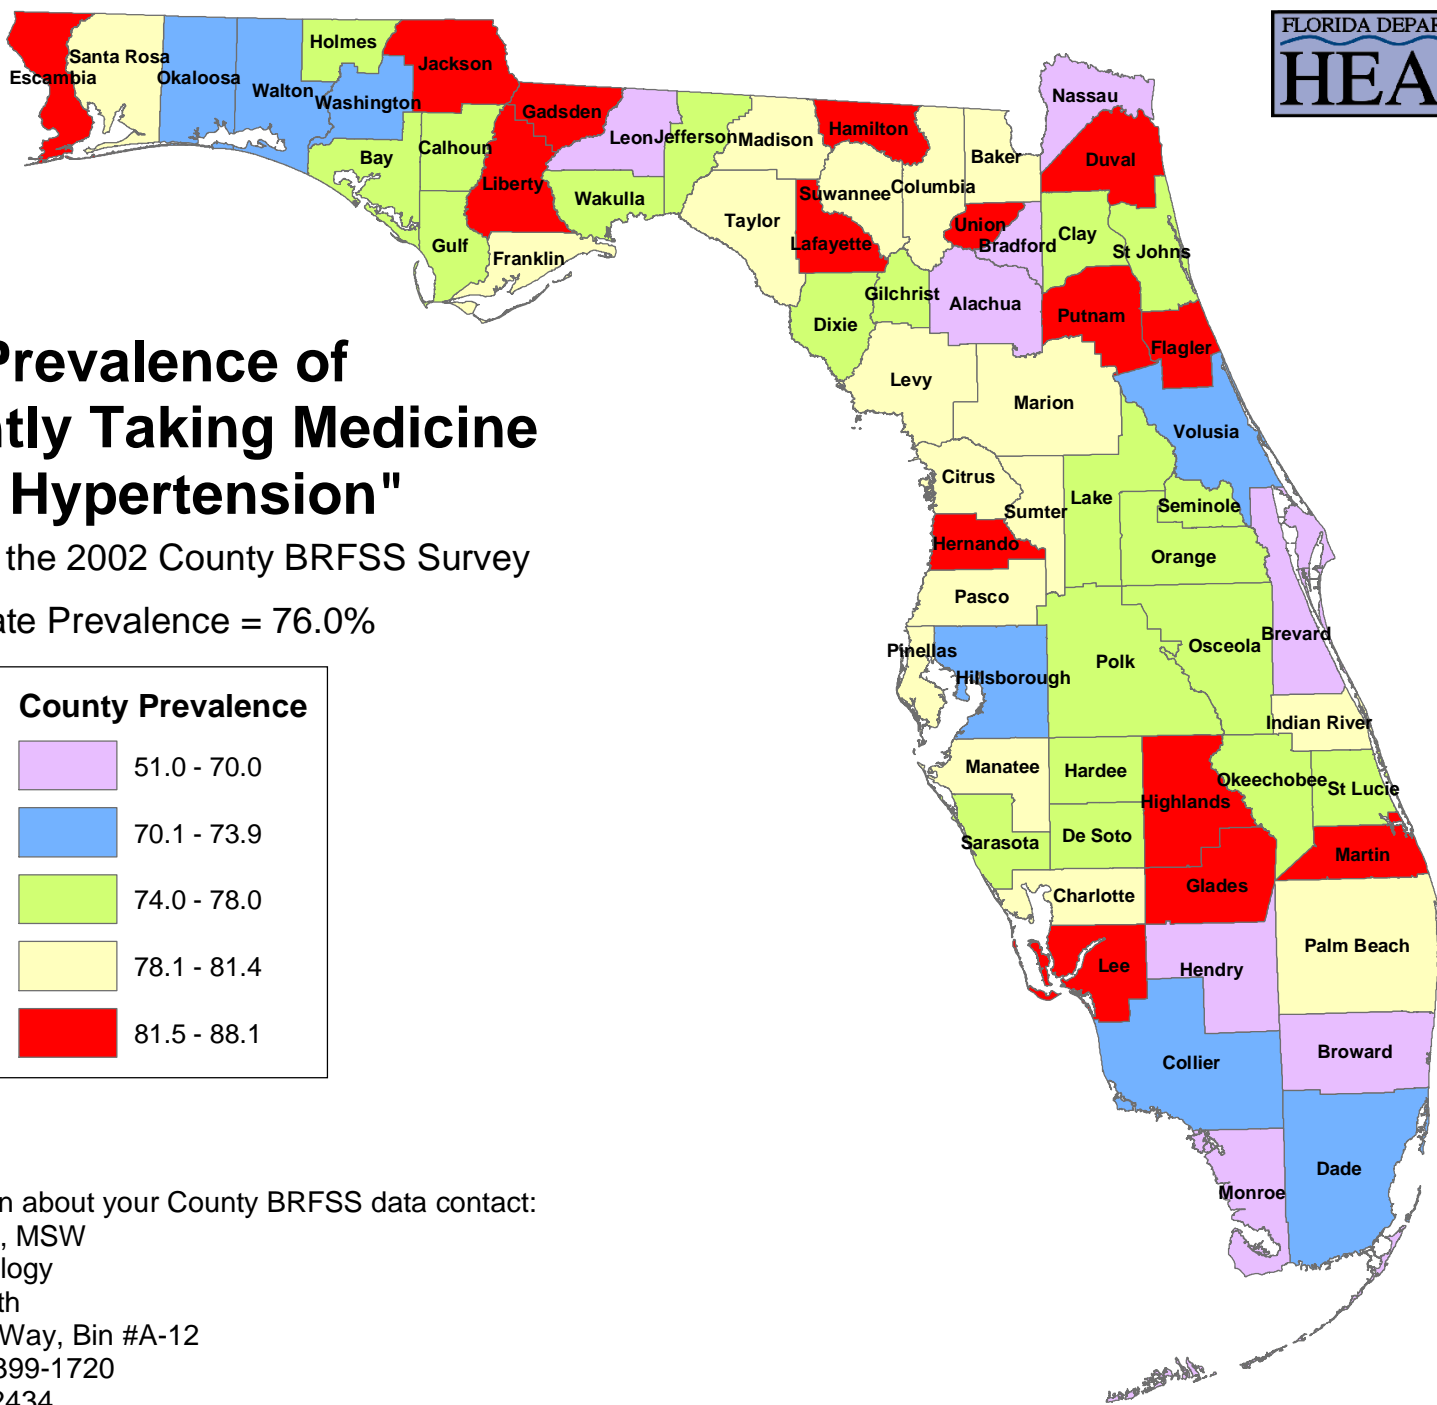 FLORIDA DEPAR
HEA
Escambia
Santa Rosa
Okaloosa
Walton
Holmes
Washington
Jackson
Bay
Calhoun
Gulf
Gadsden
Liberty
Franklin
Leon
Wakulla
Jefferson
Madison
Taylor
Hamilton
Suwannee
Lafayette
Columbia
Baker
Nassau
Duval
Union
Bradford
Clay
St Johns
Dixie
Gilchrist
Alachua
Putnam
Flagler
Levy
Marion
Volusia
Citrus
Sumter
Lake
Seminole
Orange
Hernando
Pasco
Pinellas
Hillsborough
Polk
Osceola
Brevard
Indian River
Manatee
Hardee
Highlands
Okeechobee
St Lucie
Sarasota
De Soto
Martin
Charlotte
Glades
Lee
Hendry
Palm Beach
Collier
Broward
Monroe
Dade
Prevalence of
ntly Taking Medicine
Hypertension"
the 2002 County BRFSS Survey
ate Prevalence = 76.0%
County Prevalence
51.0 - 70.0
70.1 - 73.9
74.0 - 78.0
78.1 - 81.4
81.5 - 88.1
n about your County BRFSS data contact:
, MSW
logy
th
Way, Bin #A-12
399-1720
2434